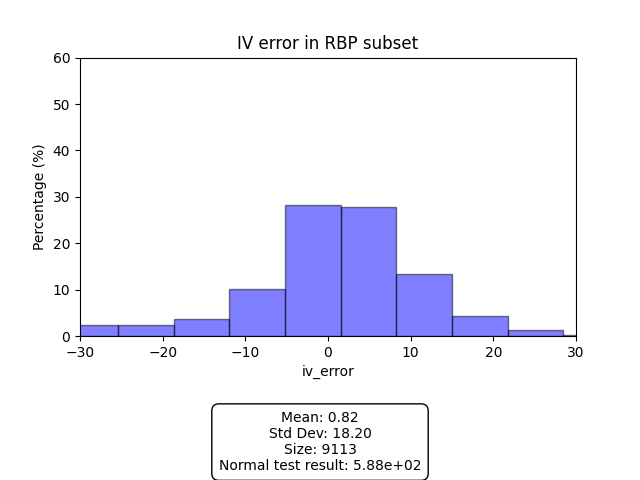 IV error in RBP subset
60
50
40
30
20
10
0
Percentage (%)
−30
−20
−10
0
10
20
30
iv_error
Mean: 0.82
Std Dev: 18.20
Size: 9113
Normal test result: 5.88e+02